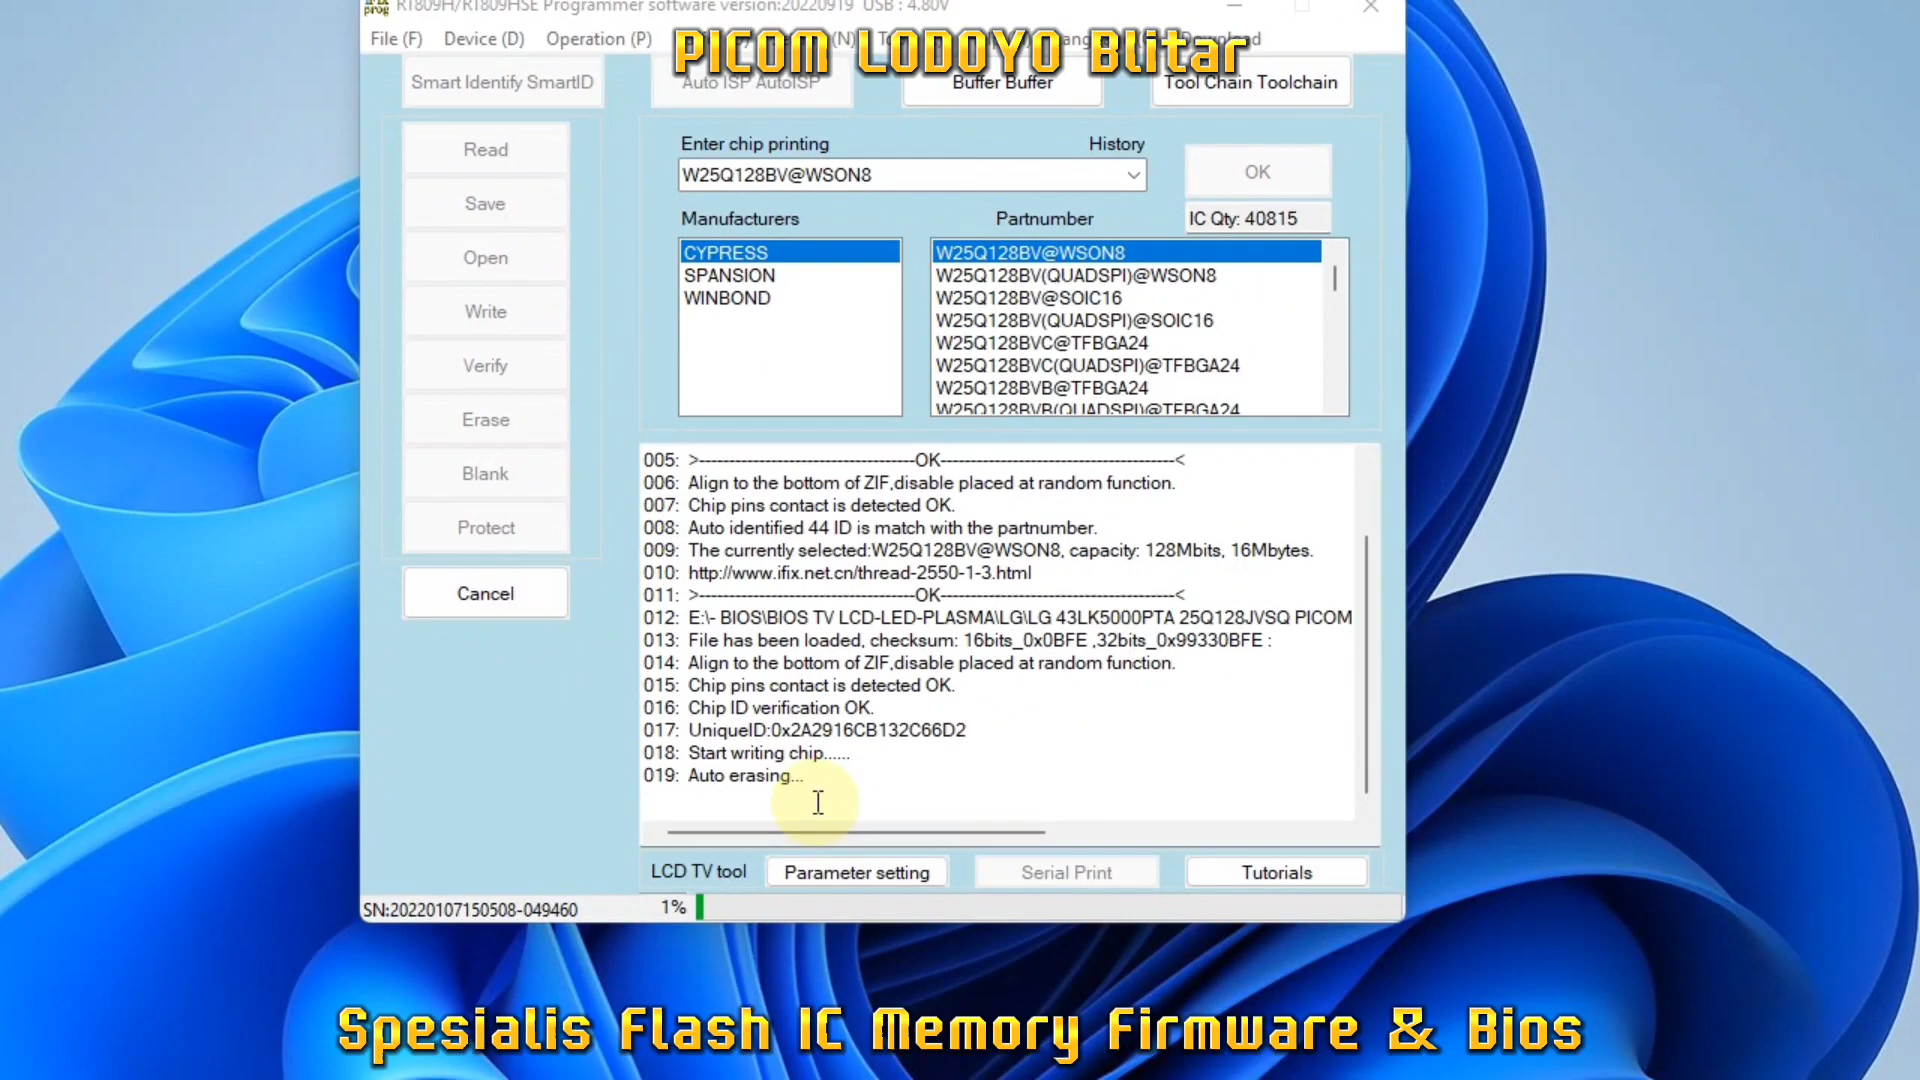 RT809H/RT809HSE Programmer software version:20220919 USB : 4.80V
PICOM LODOYO Blitar
File (F) Device (D) Operation (P) (N) Download
Smart Identify SmartID Auto ISP AutoISP Buffer Buffer Tool Chain Toolchain
Read
Save
Open
Write
Verify
Erase
Blank
Protect
Cancel
Enter chip printing History
W25Q128BV@WSON8
OK
Manufacturers Partnumber IC Qty: 40815
CYPRESS
SPANSION
WINBOND
W25Q128BV@WSON8
W25Q128BV(QUADSPI)@WSON8
W25Q128BV@SOIC16
W25Q128BV(QUADSPI)@SOIC16
W25Q128BVC@TFBGA24
W25Q128BVC(QUADSPI)@TFBGA24
W25Q128BVB@TFBGA24
W25Q128BVB(QUADSPI)@TFBGA24
005: >-----------------------------------OK--------------------------------------<
006: Align to the bottom of ZIF,disable placed at random function.
007: Chip pins contact is detected OK.
008: Auto identified 44 ID is match with the partnumber.
009: The currently selected:W25Q128BV@WSON8, capacity: 128Mbits, 16Mbytes.
010: http://www.ifix.net.cn/thread-2550-1-3.html
011: >-----------------------------------OK--------------------------------------<
012: E:\- BIOS\BIOS TV LCD-LED-PLASMA\LG\LG 43LK5000PTA 25Q128JVSQ PICOM
013: File has been loaded, checksum: 16bits_0x0BFE ,32bits_0x99330BFE :
014: Align to the bottom of ZIF,disable placed at random function.
015: Chip pins contact is detected OK.
016: Chip ID verification OK.
017: UniqueID:0x2A2916CB132C66D2
018: Start writing chip......
019: Auto erasing...
LCD TV tool Parameter setting Serial Print Tutorials
SN:20220107150508-049460 1%
Spesialis Flash IC Memory Firmware & Bios